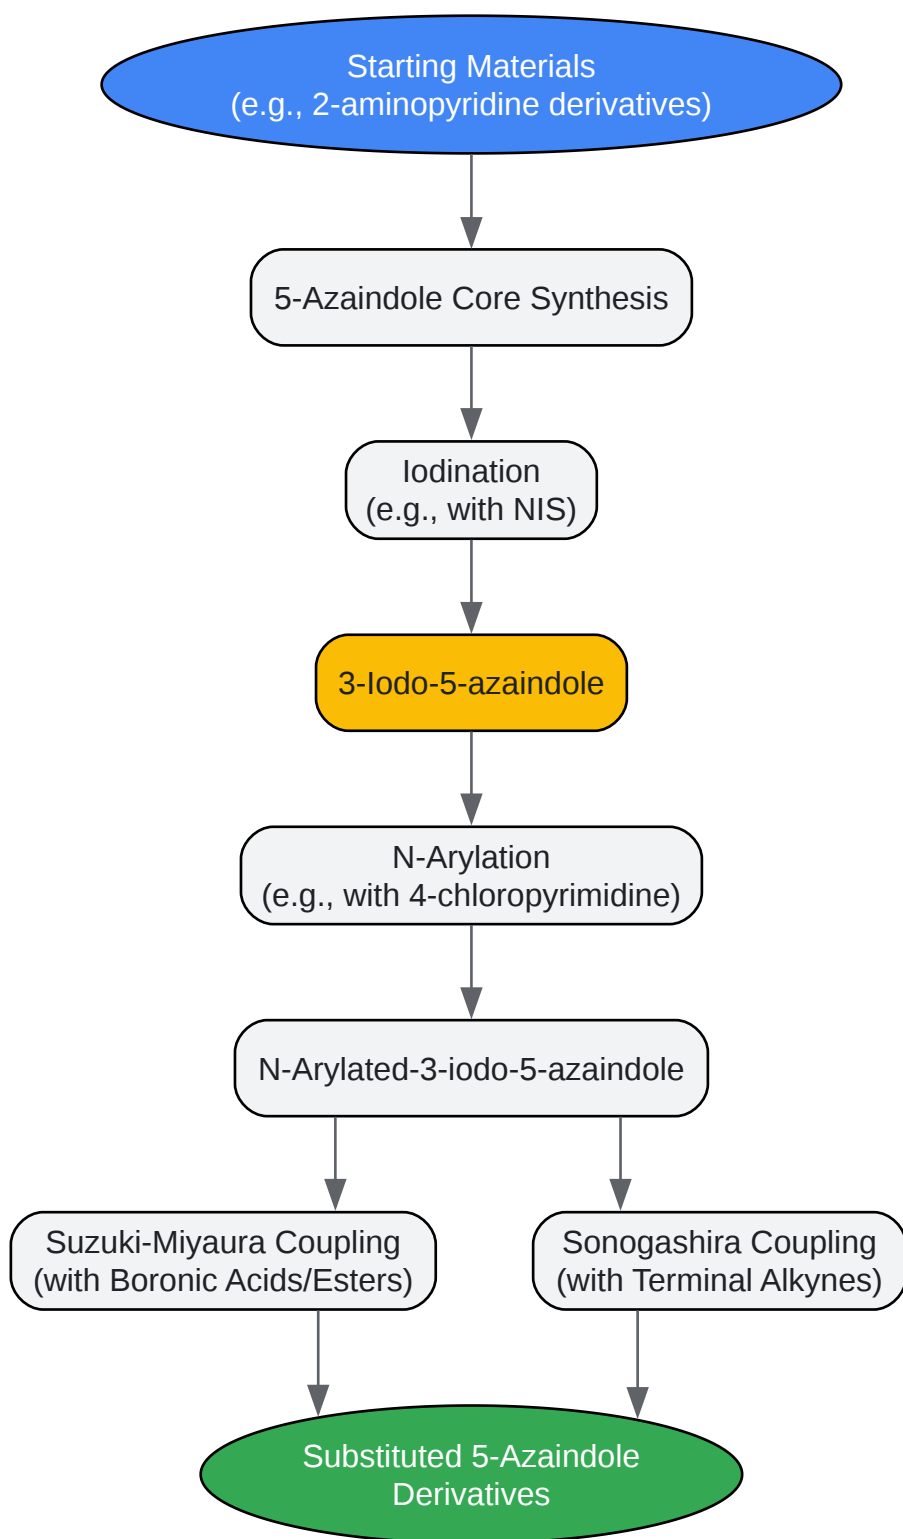 Starting Materials
(e.g., 2-aminopyridine derivatives)
5-Azaindole Core Synthesis
Iodination
(e.g., with NIS)
3-Iodo-5-azaindole
N-Arylation
(e.g., with 4-chloropyrimidine)
N-Arylated-3-iodo-5-azaindole
Suzuki-Miyaura Coupling
(with Boronic Acids/Esters)
Sonogashira Coupling
(with Terminal Alkynes)
Substituted 5-Azaindole
Derivatives